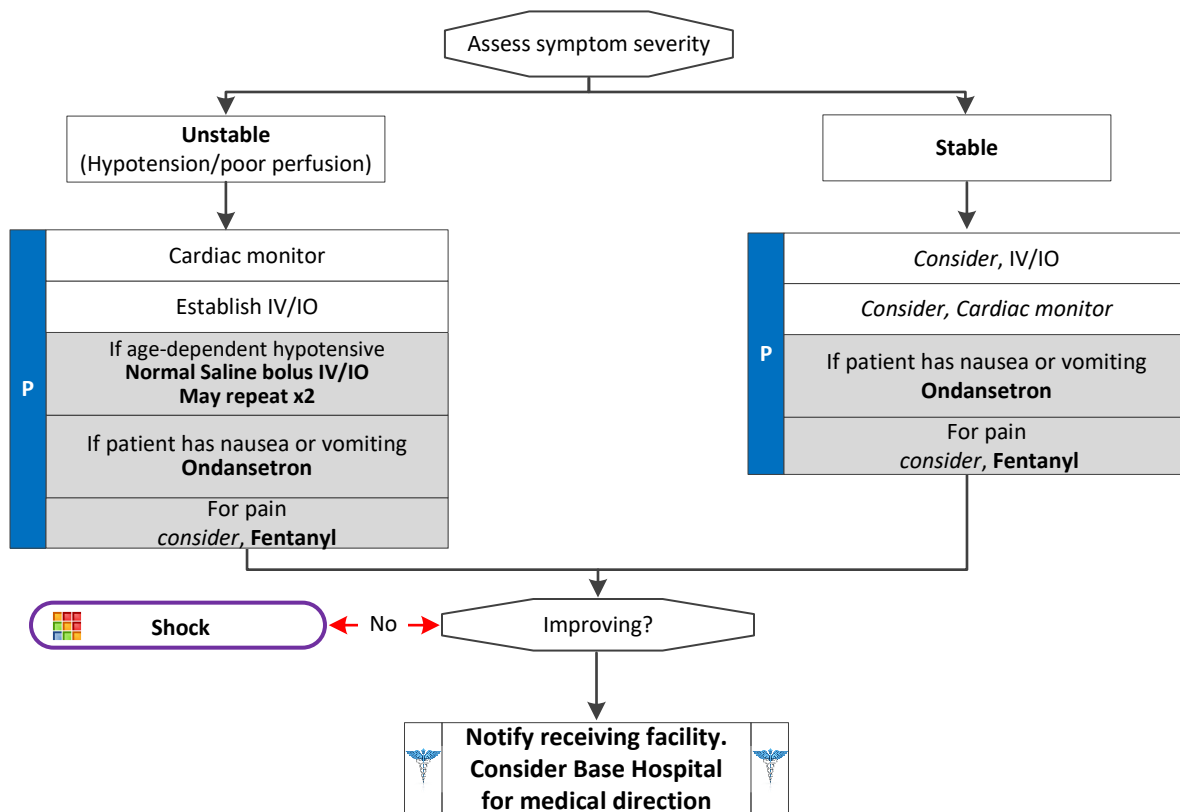 Assess symptom severity
Unstable
(Hypotension/poor perfusion)
Stable
P
Cardiac monitor
Establish IV/IO
If age-dependent hypotensive
Normal Saline bolus IV/IO
May repeat x2
If patient has nausea or vomiting
Ondansetron
For pain
consider, Fentanyl
P
Consider, IV/IO
Consider, Cardiac monitor
If patient has nausea or vomiting
Ondansetron
For pain
consider, Fentanyl
Shock
No
Improving?
Notify receiving facility.
Consider Base Hospital
for medical direction